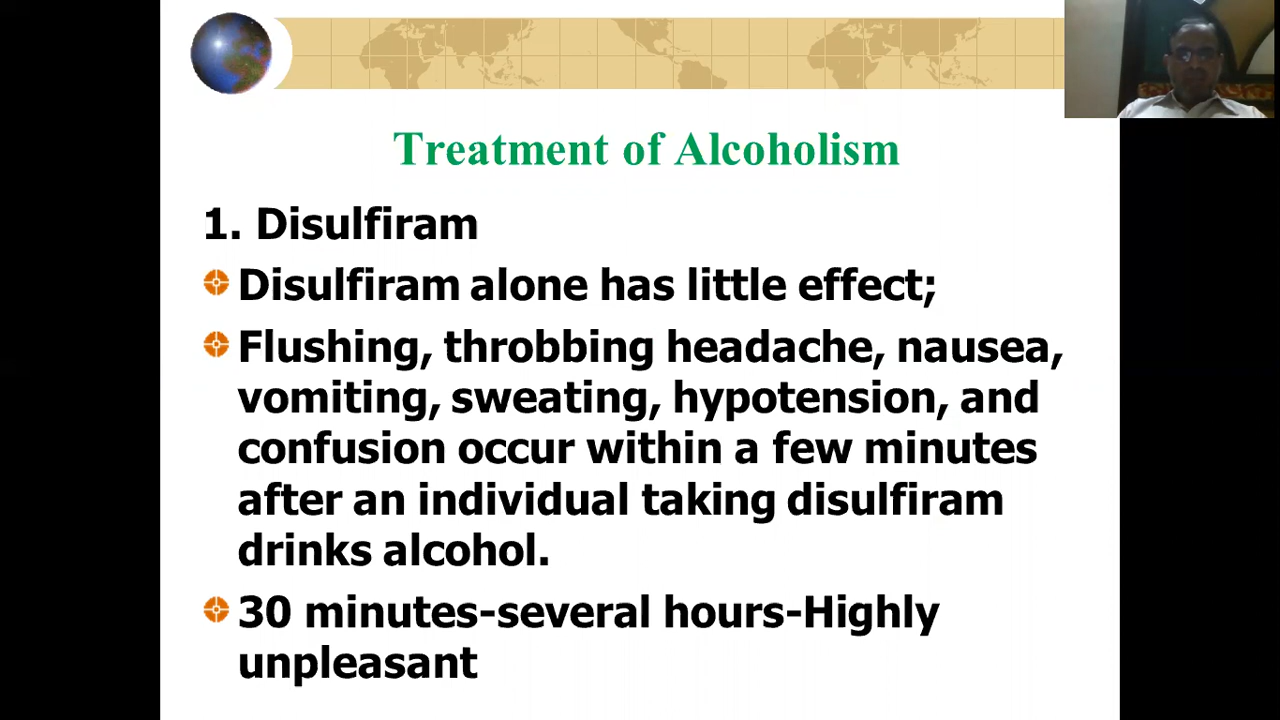 Treatment of Alcoholism
1. Disulfiram
Disulfiram alone has little effect;
Flushing, throbbing headache, nausea,
vomiting, sweating, hypotension, and
confusion occur within a few minutes
after an individual taking disulfiram
drinks alcohol.
30 minutes-several hours-Highly
unpleasant